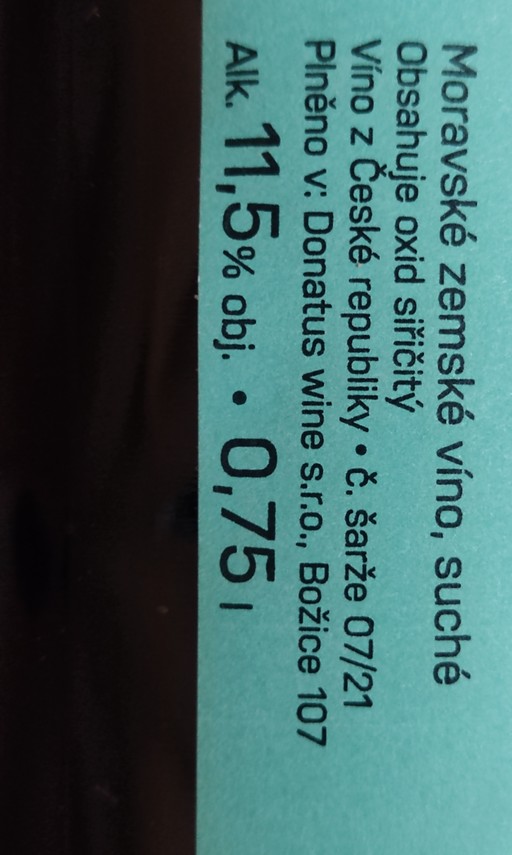 Moravské zemské víno, suché
Obsahuje oxid siřičitý
Víno z České republiky • č. šarže 07/21
Plněno v: Donatus wine s.r.o., Božice 107
Alk. 11,5% obj. • 0,75 l